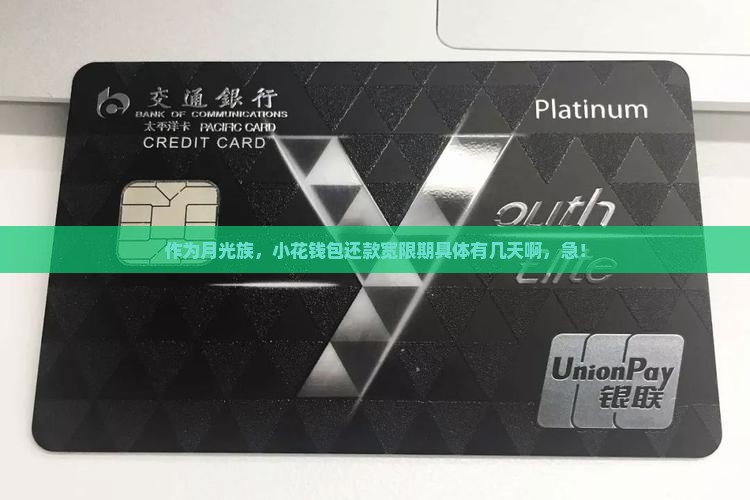 交通銀行
BANK OF COMMUNICATIONS
太平洋卡 PACIFIC CARD
CREDIT CARD
Platinum
outh
作为月光族，小花钱包还款宽限期具体有几天啊，急！
Elite
UnionPay
银联